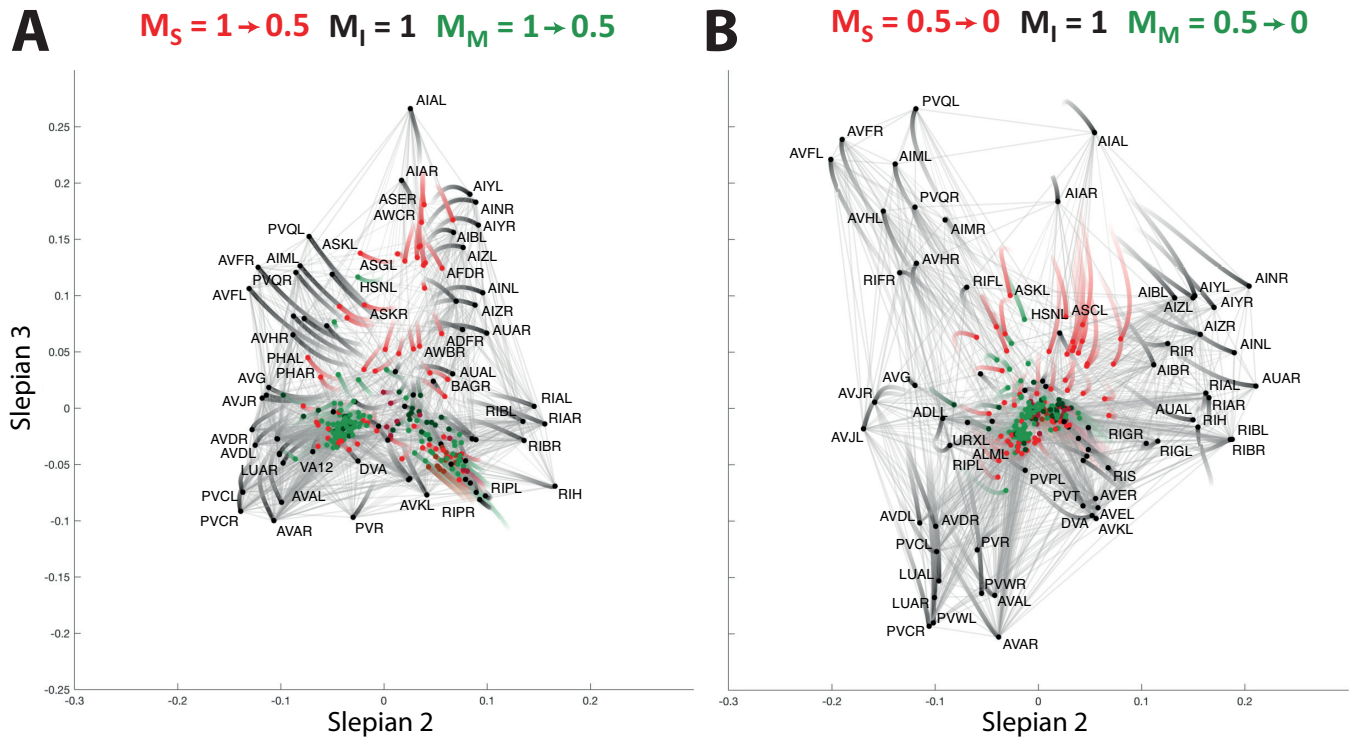 A
M_S = 1 → 0.5 M_I = 1 M_M = 1 → 0.5
B
M_S = 0.5 → 0 M_I = 1 M_M = 0.5 → 0
Slepian 3
0.25
0.2
0.15
0.1
0.05
0
-0.05
-0.1
-0.15
-0.2
-0.25
-0.3
-0.2
-0.1
0
0.1
0.2
Slepian 2
AIAL
AIAR
ASER
AWCR
AIYL
AINR
AIYR
AIBL
AIZL
PVQL
ASKL
AVFR
AIML
ASGL
HSNL
AFDR
PVQR
AVFL
AINL
AIZR
ASKR
AVHR
ADFR
AUAR
PHAL
PHAR
AWBR
AUAL
BAGR
AVG
AVJR
RIAL
RIBL
RIAR
RIBR
AVDR
AVDL
LUAR
VA12
DVA
AVAL
PVCL
PVCR
AVAR
PVR
AVKL
RIPL
RIPR
RIH
-0.3
-0.2
-0.1
0
0.1
0.2
Slepian 2
PVQL
AVFR
AVFL
AIML
AIAL
AIAR
PVQR
AVHL
AIMR
AVHR
RIFR
RIFL
ASKL
HSNL
ASCL
AINR
AIBL
AIYL
AIZL
AIYR
AIZR
RIR
AINL
AIBR
AVG
AVJR
RIAL
AUAR
ADLL
AUAL
RIAR
RIH
AVJL
URXL
ALML
RIGR
RIBL
RIPL
RIGL
RIBR
PVPL
RIS
PVT
AVER
AVDL
AVDR
AVEL
DVA
AVKL
PVCL
PVR
LUAL
PVWR
AVAL
LUAR
PVWL
PVCR
AVAR